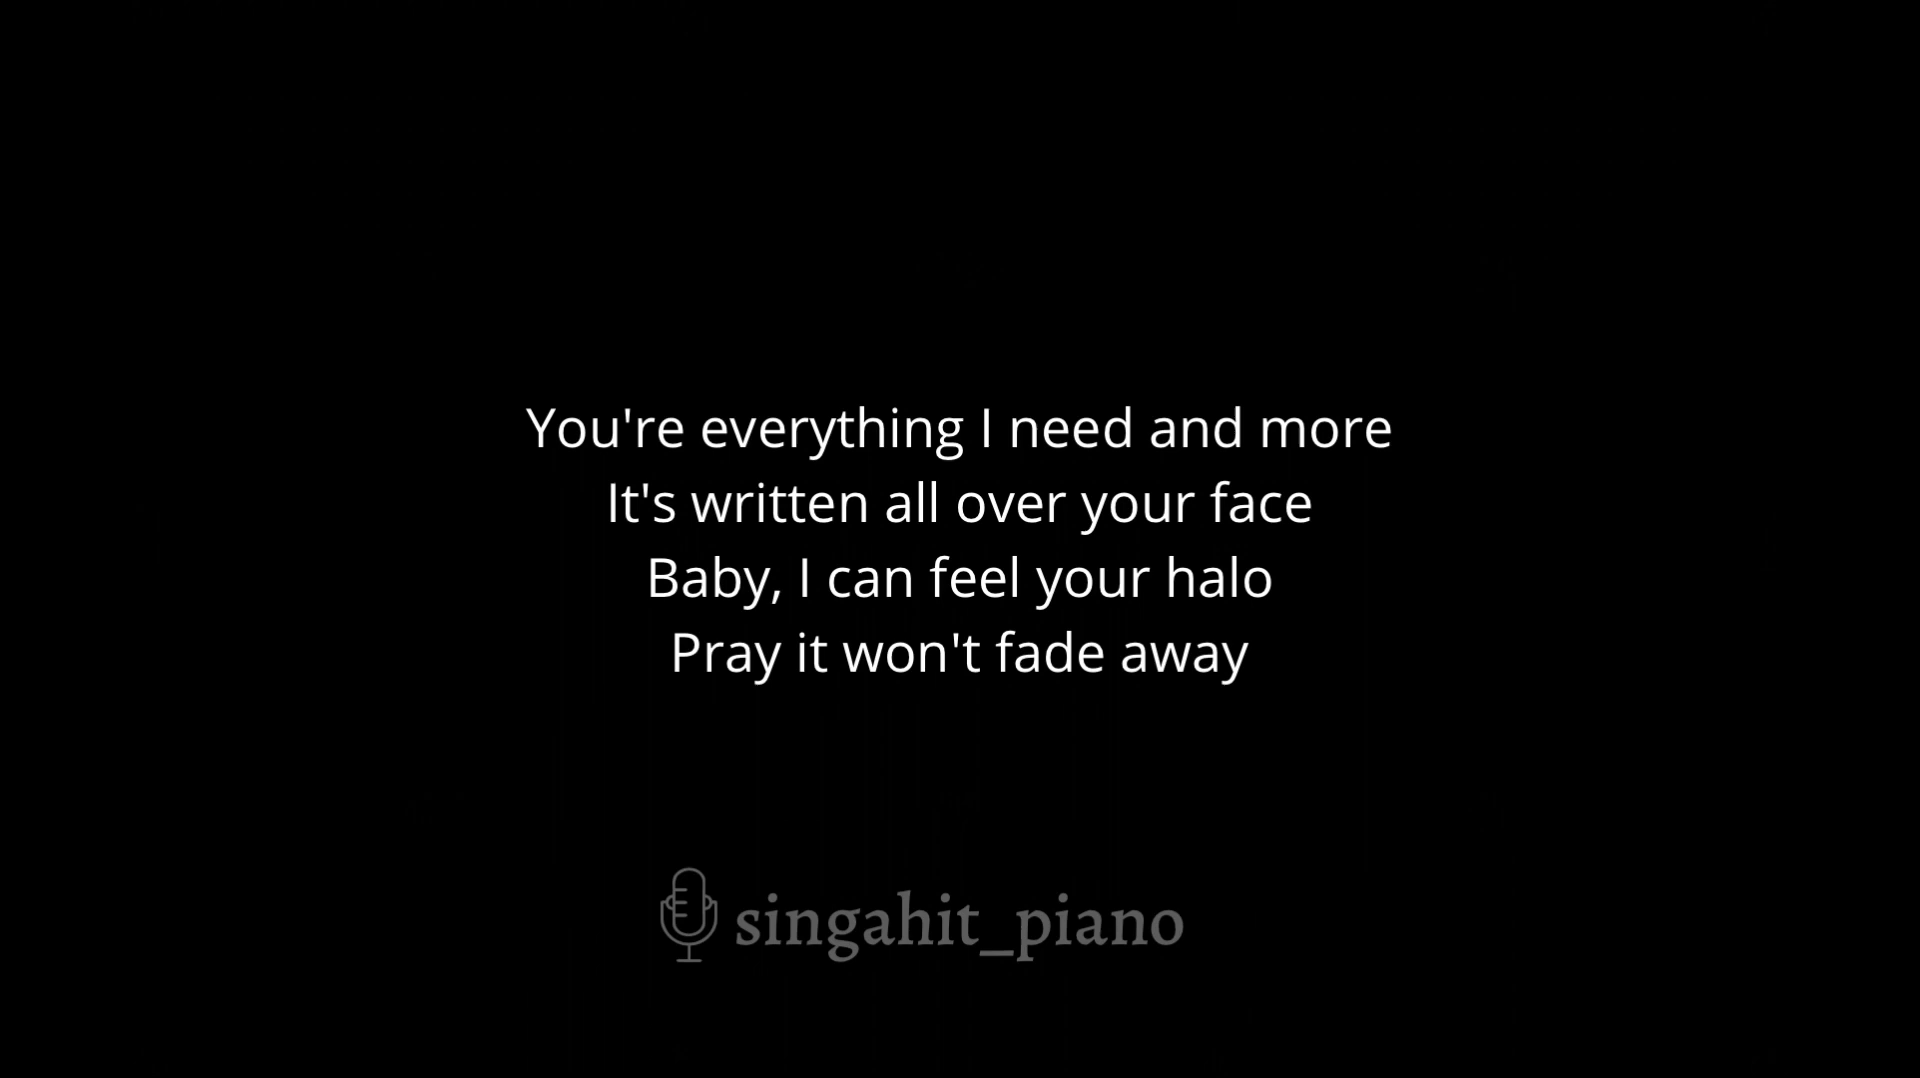 You're everything I need and more
It's written all over your face
Baby, I can feel your halo
Pray it won't fade away
singahit_piano